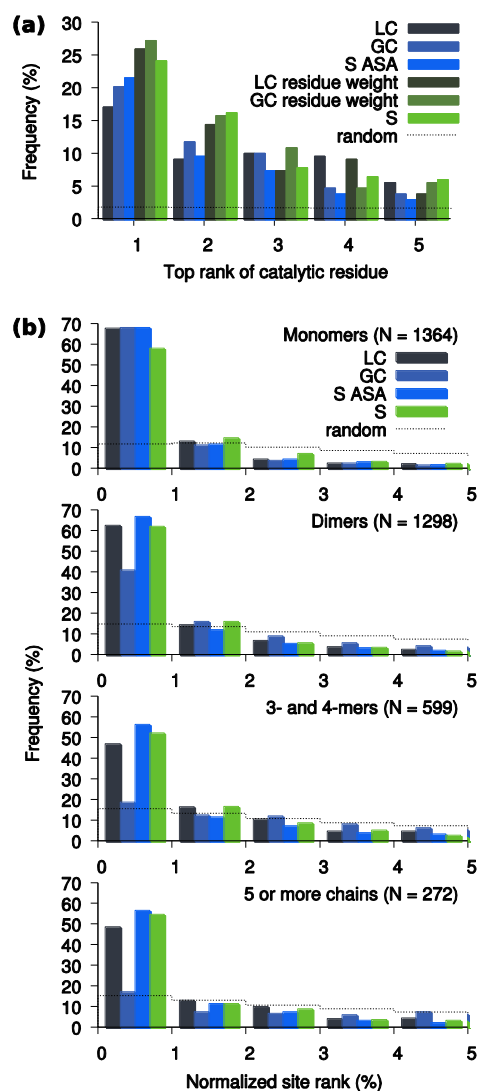 (a)
30
25
20
15
10
5
0
Frequency (%)
LC
GC
S ASA
LC residue weight
GC residue weight
S
random
1 2 3 4 5
Top rank of catalytic residue
(b)
70
60
50
40
30
20
10
0
Monomers (N = 1364)
LC
GC
S ASA
S
random
0 1 2 3 4 5
70
60
50
40
30
20
10
0
Dimers (N = 1298)
0 1 2 3 4 5
Frequency (%)
70
60
50
40
30
20
10
0
3- and 4-mers (N = 599)
0 1 2 3 4 5
70
60
50
40
30
20
10
0
5 or more chains (N = 272)
0 1 2 3 4 5
Normalized site rank (%)